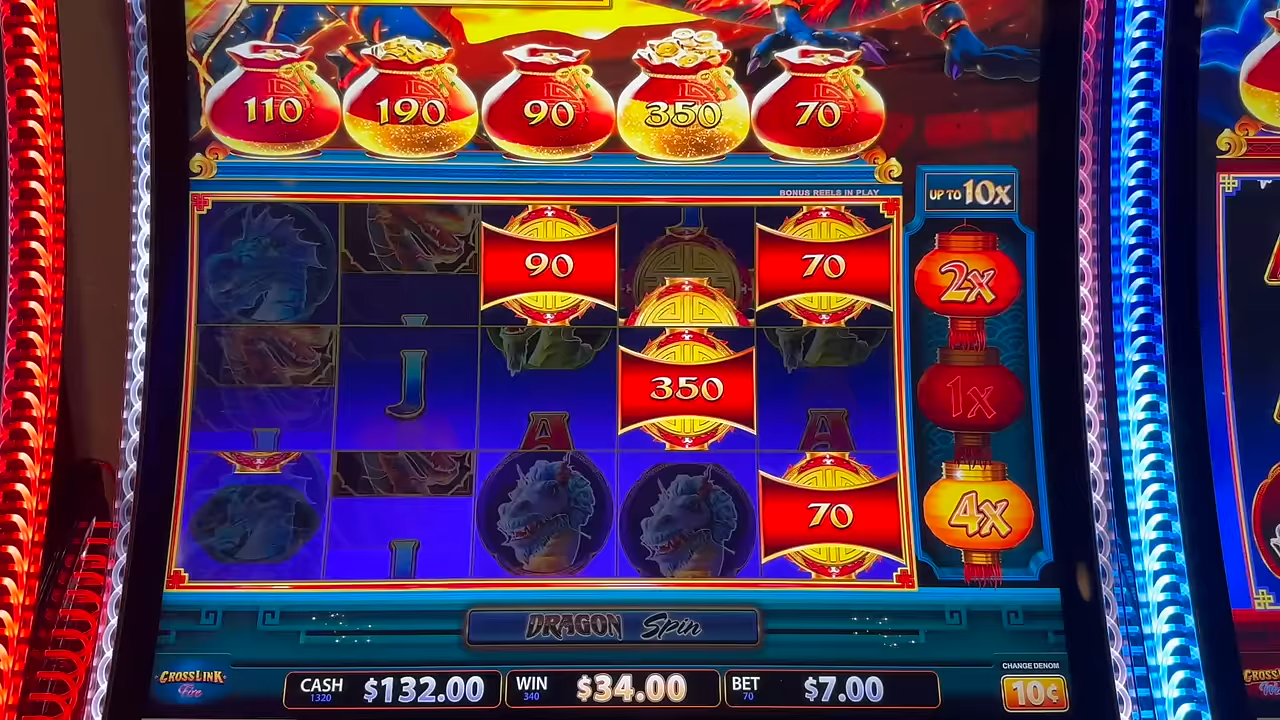 110 190 90 350 70
BONUS REELS IN PLAY
UP TO 10X
90 70
2X
J
350
1X
A A
70
4X
DRAGON Spin
CROSSLINK
Fire
CASH
1320
$132.00
WIN
340
$34.00
BET
70
$7.00
CHANGE DENOM
10¢